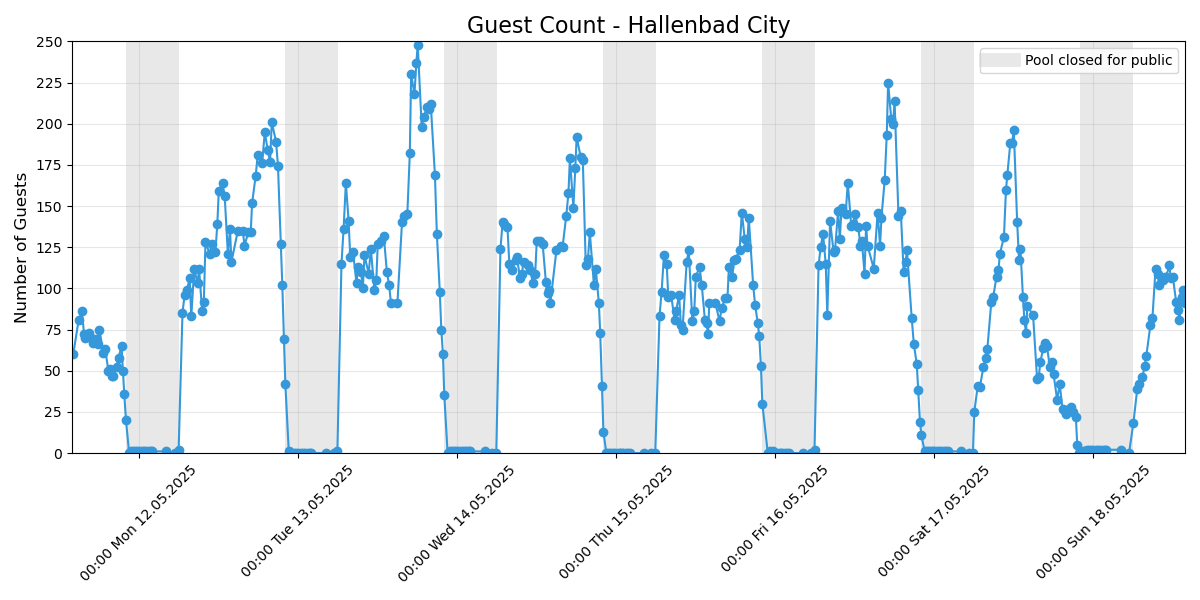 Guest Count - Hallenbad City
Number of Guests
250
225
200
175
150
125
100
75
50
25
0
Pool closed for public
00:00 Mon 12.05.2025
00:00 Tue 13.05.2025
00:00 Wed 14.05.2025
00:00 Thu 15.05.2025
00:00 Fri 16.05.2025
00:00 Sat 17.05.2025
00:00 Sun 18.05.2025